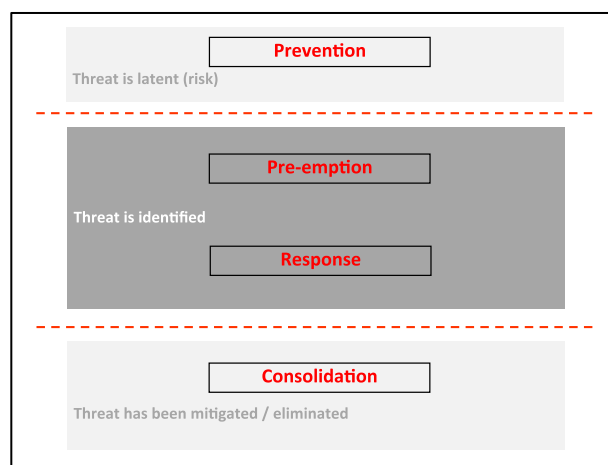 Prevention
Threat is latent (risk)
Pre-emption
Threat is identified
Response
Consolidation
Threat has been mitigated / eliminated